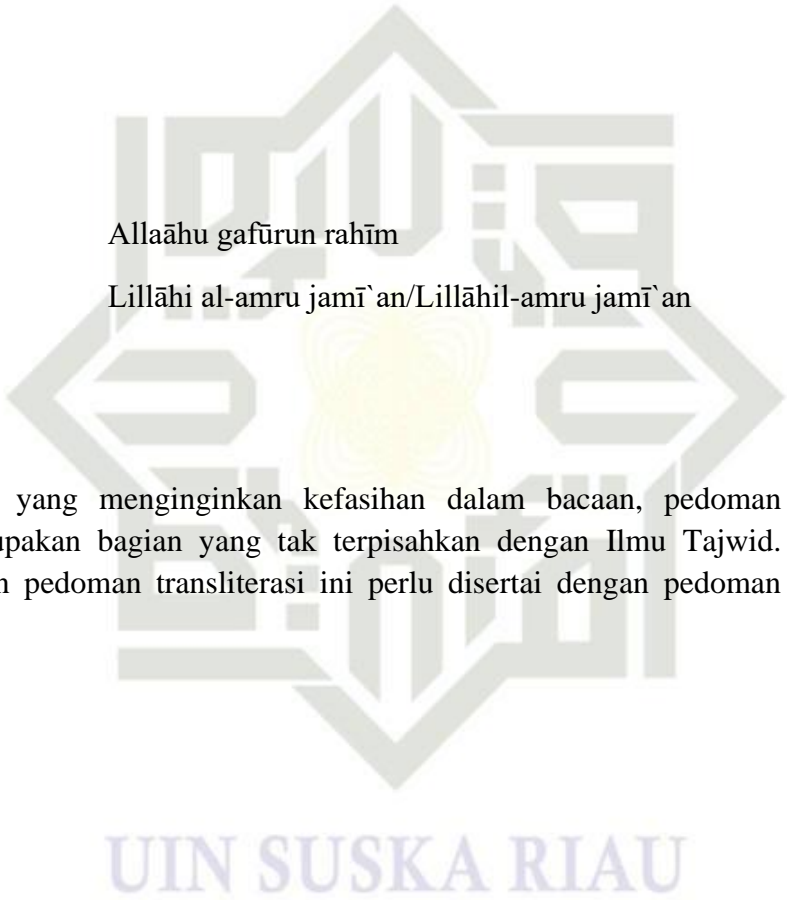 Allaāhu gafūrun rahīm
Lillāhi al-amru jamī`an/Lillāhil-amru jamī`an
yang menginginkan kefasihan dalam bacaan, pedoman
upakan bagian yang tak terpisahkan dengan Ilmu Tajwid.
pedoman transliterasi ini perlu disertai dengan pedoman
UIN SUSKA RIAU